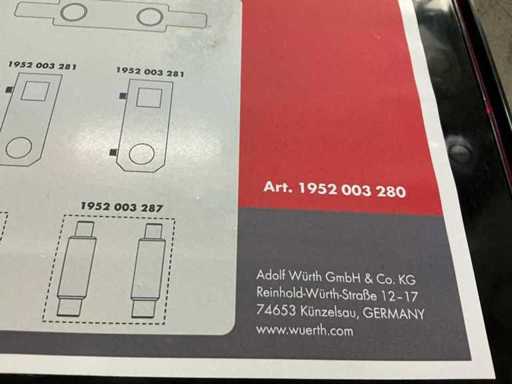 1952 003 281
1952 003 281
1952 003 287
Art. 1952 003 280
Adolf Würth GmbH & Co. KG
Reinhold-Würth-Straße 12–17
74653 Künzelsau, GERMANY
www.wuerth.com